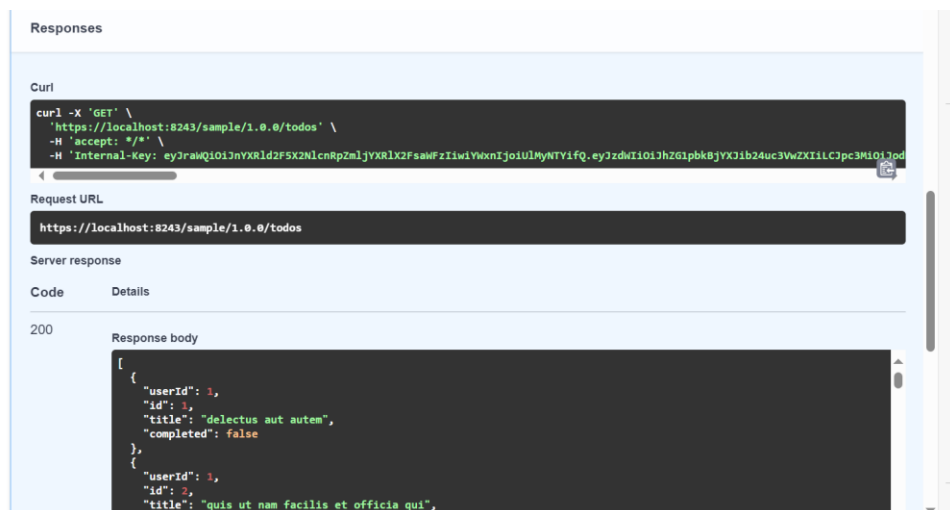 Responses
Curl
curl -X 'GET' \
'https://localhost:8243/sample/1.0.0/todos' \
-H 'accept: */*' \
-H 'Internal-Key: eyJraWQiOiJnYXRld2F5X2NlcnRpZmljYXRlX2FsaWFzIiwiYWxnIjoiUlMyNTYifQ.eyJzdWIiOiJhZG1pbkBjYXJib24uc3VwZXIiLCJpc3MiOiJod
Request URL
https://localhost:8243/sample/1.0.0/todos
Server response
Code Details
200
Response body
[
{
"userId": 1,
"id": 1,
"title": "delectus aut autem",
"completed": false
},
{
"userId": 1,
"id": 2,
"title": "quis ut nam facilis et officia qui",